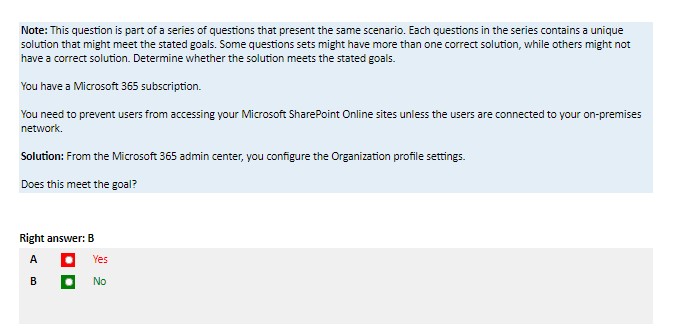 Note: This question is part of a series of questions that present the same scenario. Each questions in the series contains a unique
solution that might meet the stated goals. Some questions sets might have more than one correct solution, while others might not
have a correct solution. Determine whether the solution meets the stated goals.
You have a Microsoft 365 subscription.
You need to prevent users from accessing your Microsoft SharePoint Online sites unless the users are connected to your on-premises
network.
Solution: From the Microsoft 365 admin center, you configure the Organization profile settings.
Does this meet the goal?
Right answer: B
A Yes
B No